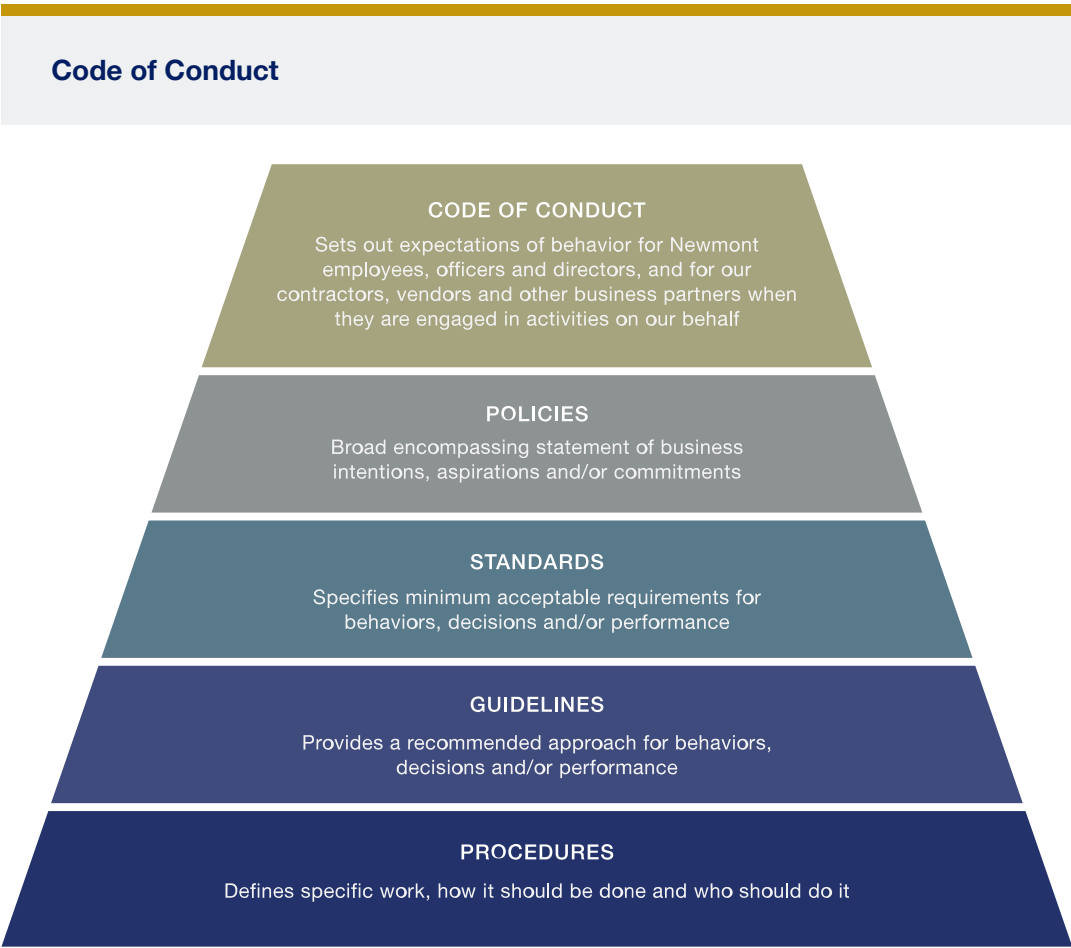 Code of Conduct
CODE OF CONDUCT
Sets out expectations of behavior for Newmont
employees, officers and directors, and for our
contractors, vendors and other business partners when
they are engaged in activities on our behalf
POLICIES
Broad encompassing statement of business
intentions, aspirations and/or commitments
STANDARDS
Specifies minimum acceptable requirements for
behaviors, decisions and/or performance
GUIDELINES
Provides a recommended approach for behaviors,
decisions and/or performance
PROCEDURES
Defines specific work, how it should be done and who should do it